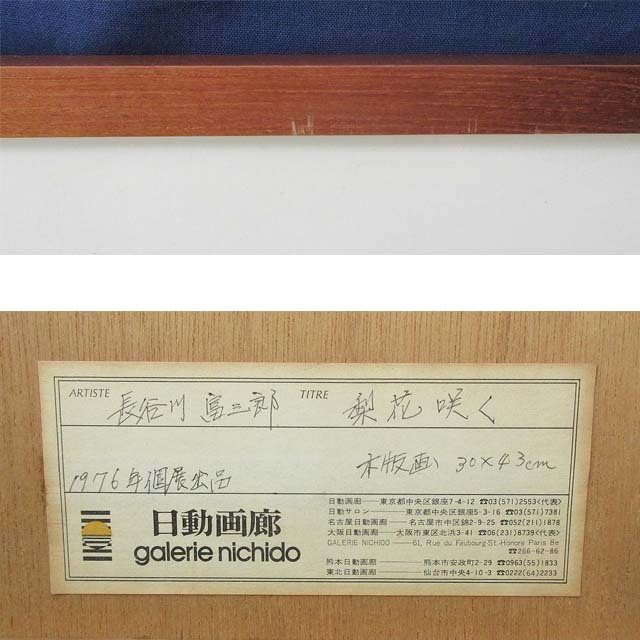 ARTISTE 長谷川 富三郎 TITRE 梨花咲く
1976年個展出品 木版画 30×43cm
日動画廊
galerie nichido
日動画廊――東京都中央区銀座7-4-12 ☎03(571)2553<代表>
日動サロン――東京都中央区銀座5-3-16 ☎03(571)7381
名古屋日動画廊――名古屋市中区錦2-9-25 ☎052(211)1878
大阪日動画廊――大阪市東区北浜3-41 ☎06(231)8739<代表>
GALERIE NICHIDO――61, Rue du Faubourg-St.-Honore Paris 8e
☎266-62-86
熊本日動画廊――熊本市安政町2-29 ☎0963(55)1833
東北日動画廊――仙台市中央4-10-3 ☎0222(64)2233